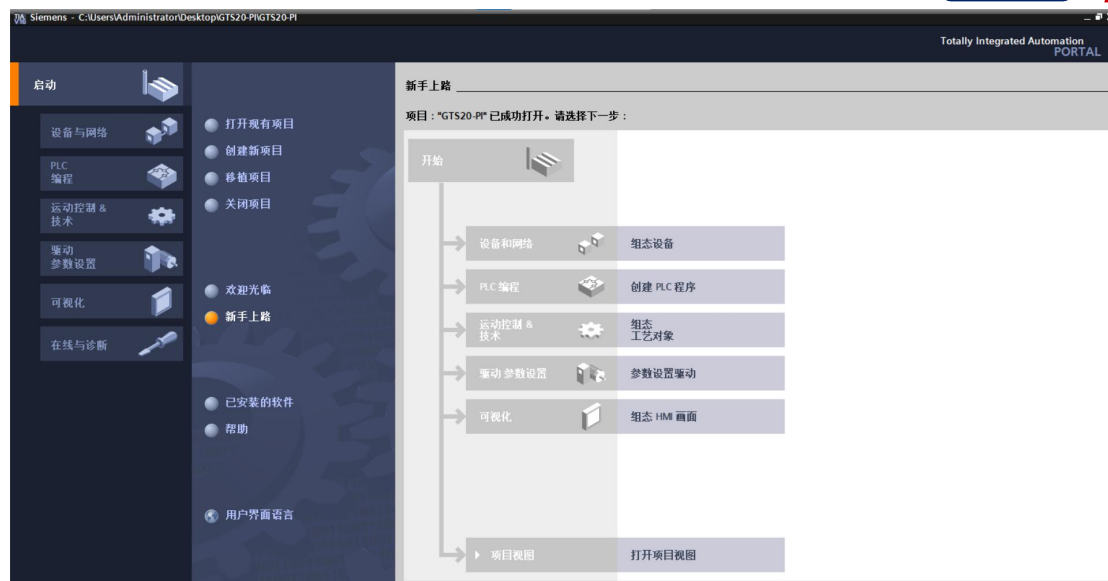 Siemens - C:\Users\Administrator\Desktop\GTS20-PI\GTS20-PI
Totally Integrated Automation
PORTAL
启动
设备与网络
PLC
编程
运动控制 &
技术
驱动
参数设置
可视化
在线与诊断
打开现有项目
创建新项目
移植项目
关闭项目
欢迎光临
新手上路
已安装的软件
帮助
用户界面语言
新手上路
项目："GTS20-PI" 已成功打开。请选择下一步：
开始
设备和网络
组态设备
PLC 编程
创建 PLC 程序
运动控制 &
技术
组态
工艺对象
驱动 参数设置
参数设置驱动
可视化
组态 HMI 画面
项目视图
打开项目视图